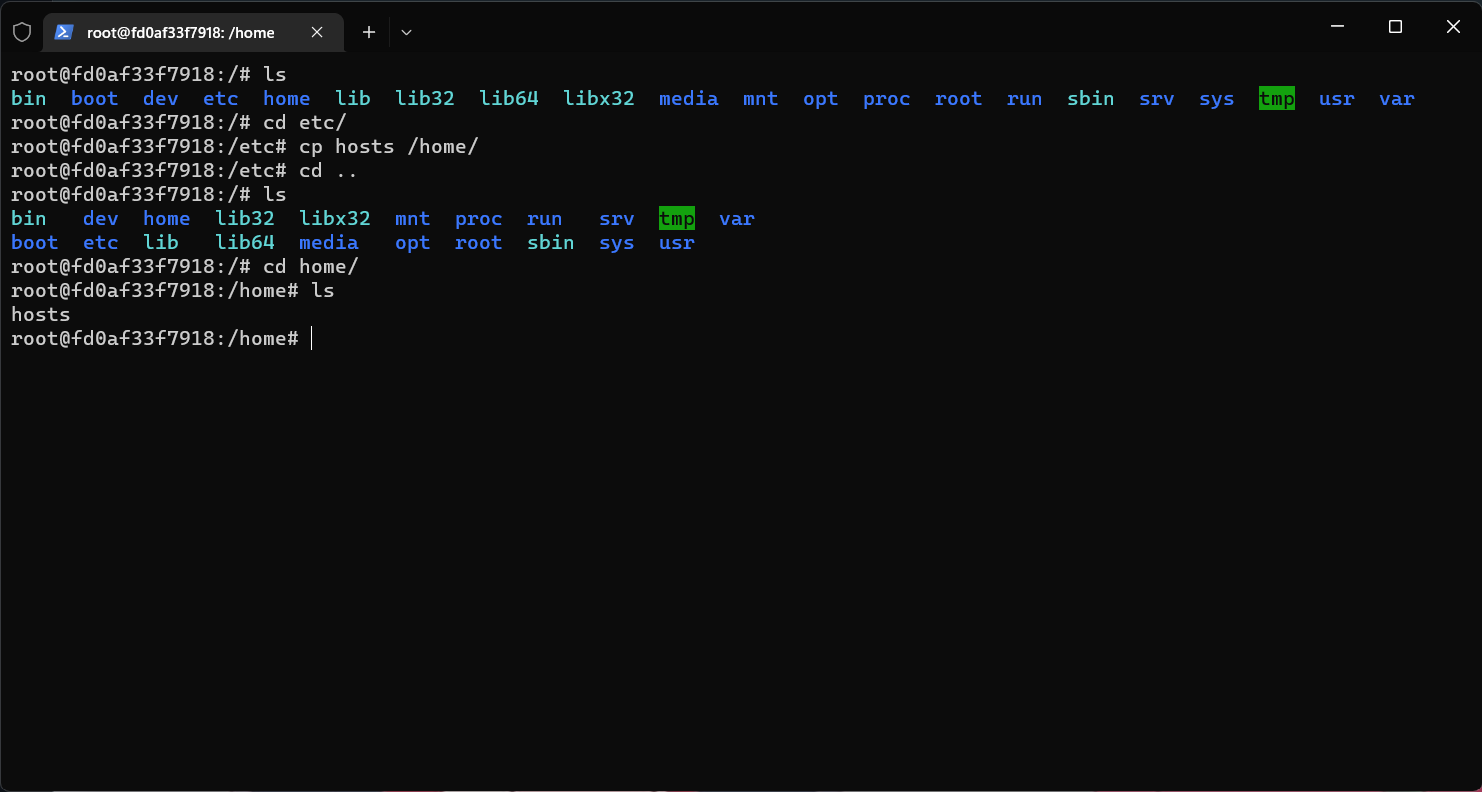 root@fd0af33f7918: /home
root@fd0af33f7918:/# ls
bin  boot  dev  etc  home  lib  lib32  lib64  libx32  media  mnt  opt  proc  root  run  sbin  srv  sys  tmp  usr  var
root@fd0af33f7918:/# cd etc/
root@fd0af33f7918:/etc# cp hosts /home/
root@fd0af33f7918:/etc# cd ..
root@fd0af33f7918:/# ls
bin   dev  home  lib32  libx32  mnt  proc  run   srv  tmp  var
boot  etc  lib   lib64  media   opt  root  sbin  sys  usr
root@fd0af33f7918:/# cd home/
root@fd0af33f7918:/home# ls
hosts
root@fd0af33f7918:/home#